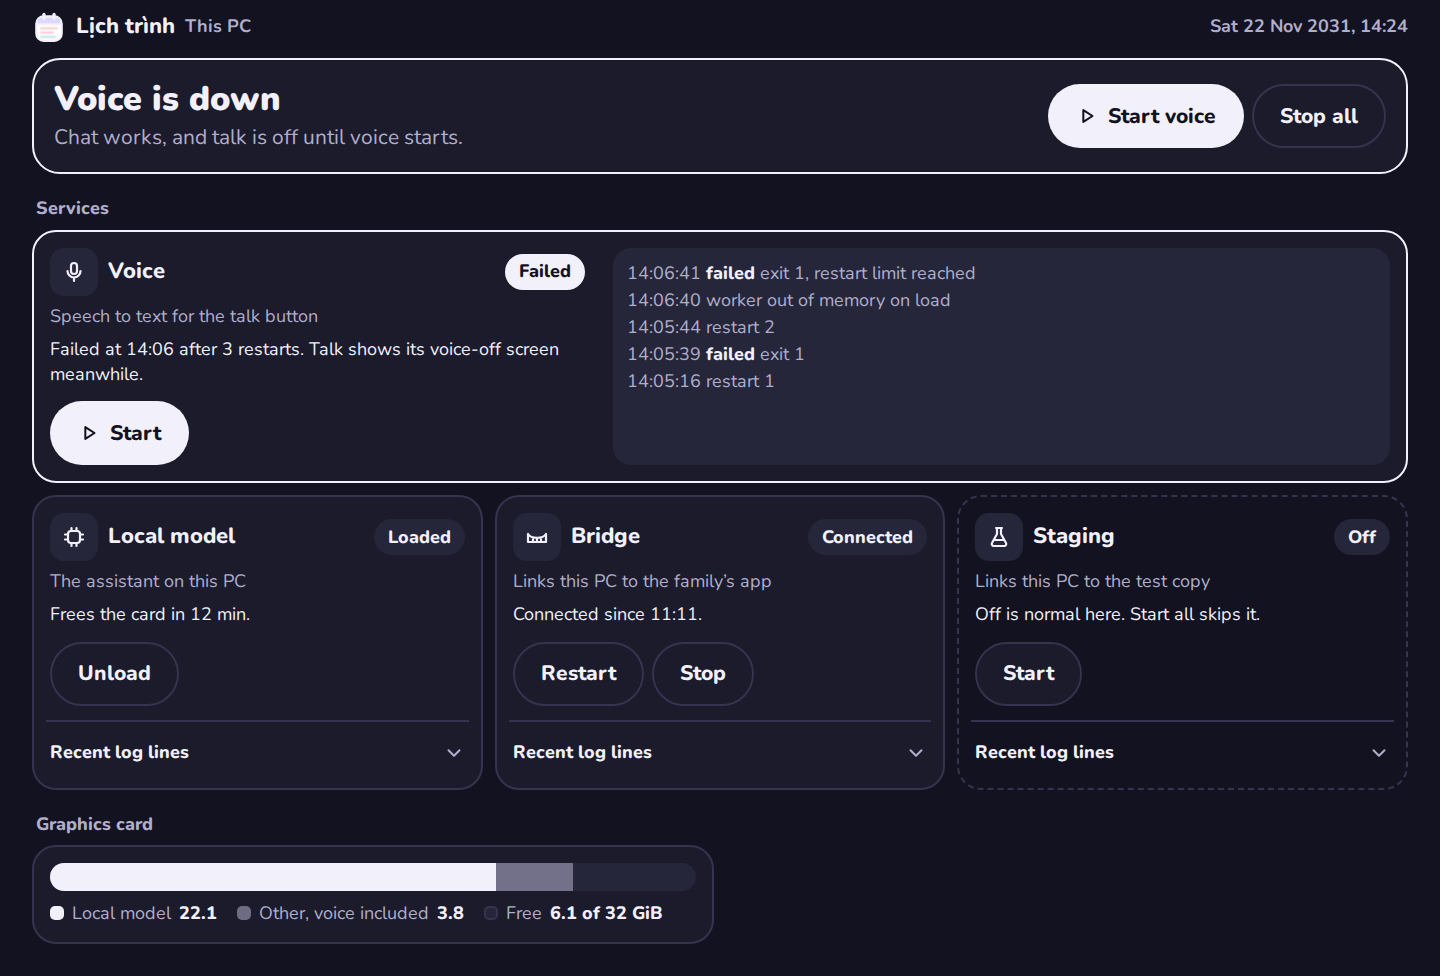 Lịch trình This PC
Sat 22 Nov 2031, 14:24
Voice is down
Chat works, and talk is off until voice starts.
Start voice
Stop all
Services
Voice
Failed
Speech to text for the talk button
Failed at 14:06 after 3 restarts. Talk shows its voice-off screen
meanwhile.
Start
14:06:41 failed exit 1, restart limit reached
14:06:40 worker out of memory on load
14:05:44 restart 2
14:05:39 failed exit 1
14:05:16 restart 1
Local model
Loaded
The assistant on this PC
Frees the card in 12 min.
Unload
Recent log lines
Bridge
Connected
Links this PC to the family’s app
Connected since 11:11.
Restart
Stop
Recent log lines
Staging
Off
Links this PC to the test copy
Off is normal here. Start all skips it.
Start
Recent log lines
Graphics card
Local model 22.1
Other, voice included 3.8
Free 6.1 of 32 GiB